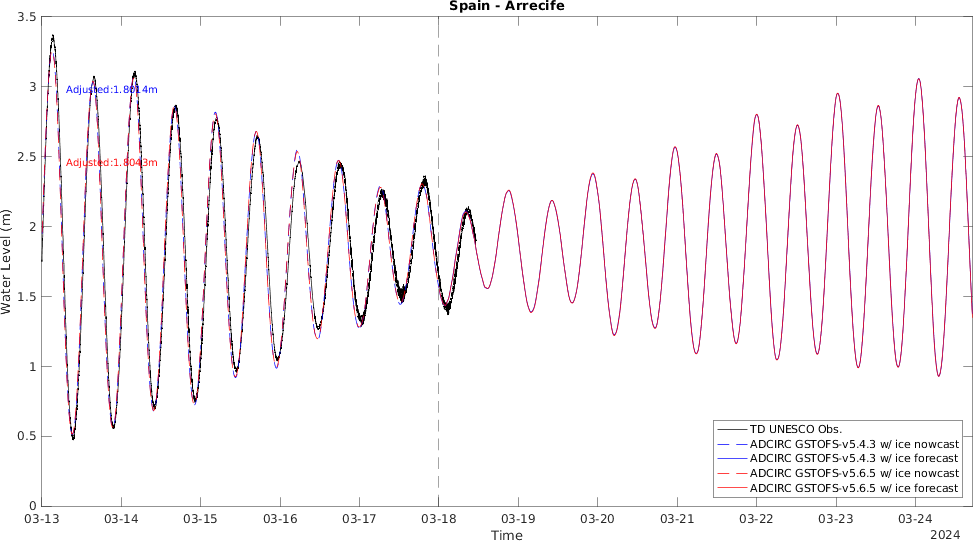 Spain - Arrecife
3.5
3
2.5
2
1.5
1
0.5
0
Water Level (m)
Adjusted:1.8014m
Adjusted:1.8043m
TD UNESCO Obs.
ADCIRC GSTOFS-v5.4.3 w/ ice nowcast
ADCIRC GSTOFS-v5.4.3 w/ ice forecast
ADCIRC GSTOFS-v5.6.5 w/ ice nowcast
ADCIRC GSTOFS-v5.6.5 w/ ice forecast
03-13 03-14 03-15 03-16 03-17 03-18 03-19 03-20 03-21 03-22 03-23 03-24
Time
2024